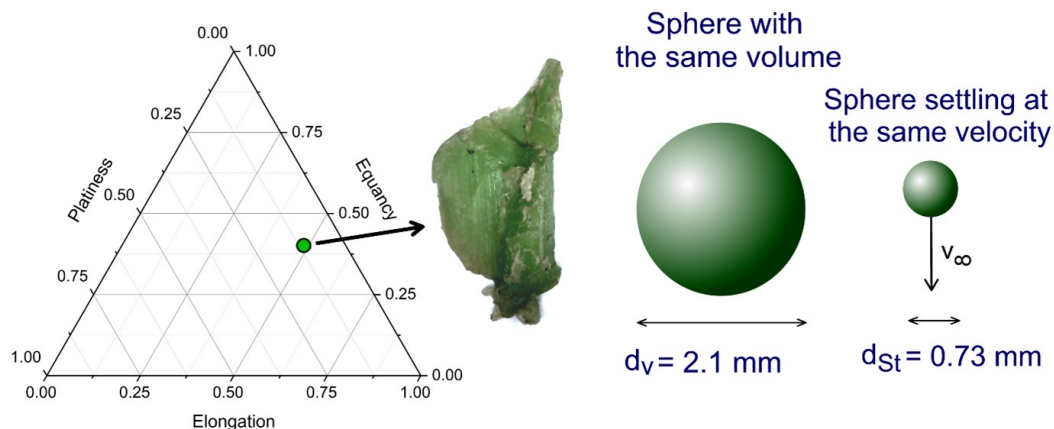 0.00
1.00
0.25
0.75
Platiness
Equancy
0.50
0.50
0.75
0.25
1.00
0.00
0.00
0.25
0.50
0.75
1.00
Elongation
Sphere with
the same volume
Sphere settling at
the same velocity
v∞
dv = 2.1 mm
dSt = 0.73 mm